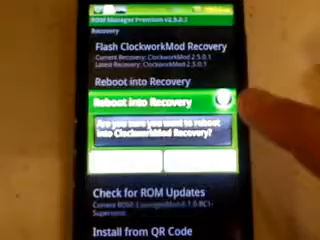 ROM Manager Premium v2.5.0.7
Recovery
Flash ClockworkMod Recovery
Current Recovery: ClockworkMod 2.5.0.1
Latest Recovery: ClockworkMod 2.5.0.1
Reboot into Recovery
Reboot into Recovery
Are you sure you want to reboot
into ClockworkMod Recovery?
Check for ROM Updates
Install from QR Code